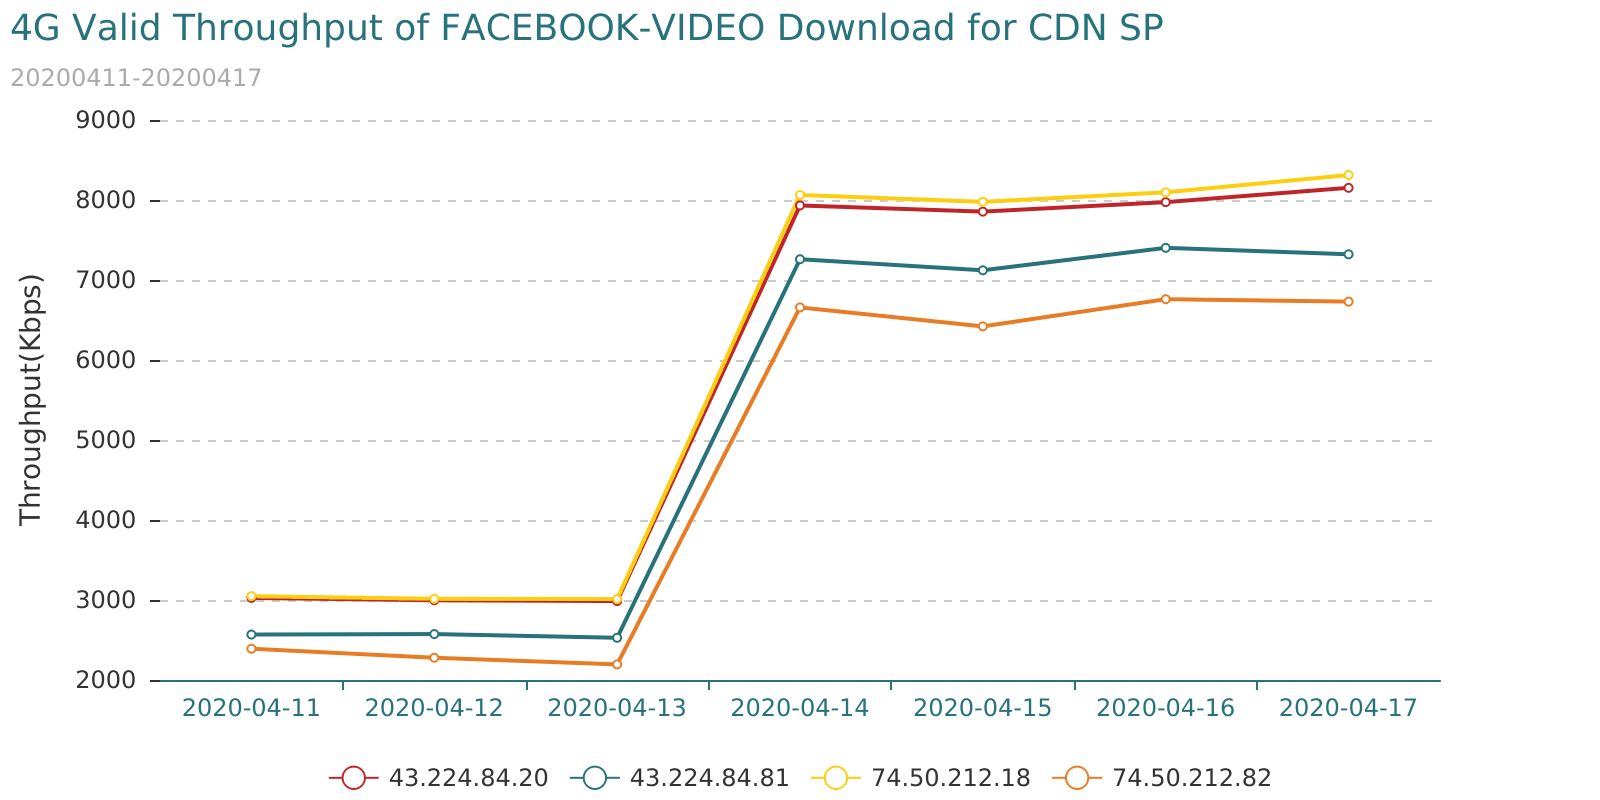 4G Valid Throughput of FACEBOOK-VIDEO Download for CDN SP
20200411-20200417
Throughput(Kbps)
9000
8000
7000
6000
5000
4000
3000
2000
2020-04-11 2020-04-12 2020-04-13 2020-04-14 2020-04-15 2020-04-16 2020-04-17
43.224.84.20 43.224.84.81 74.50.212.18 74.50.212.82